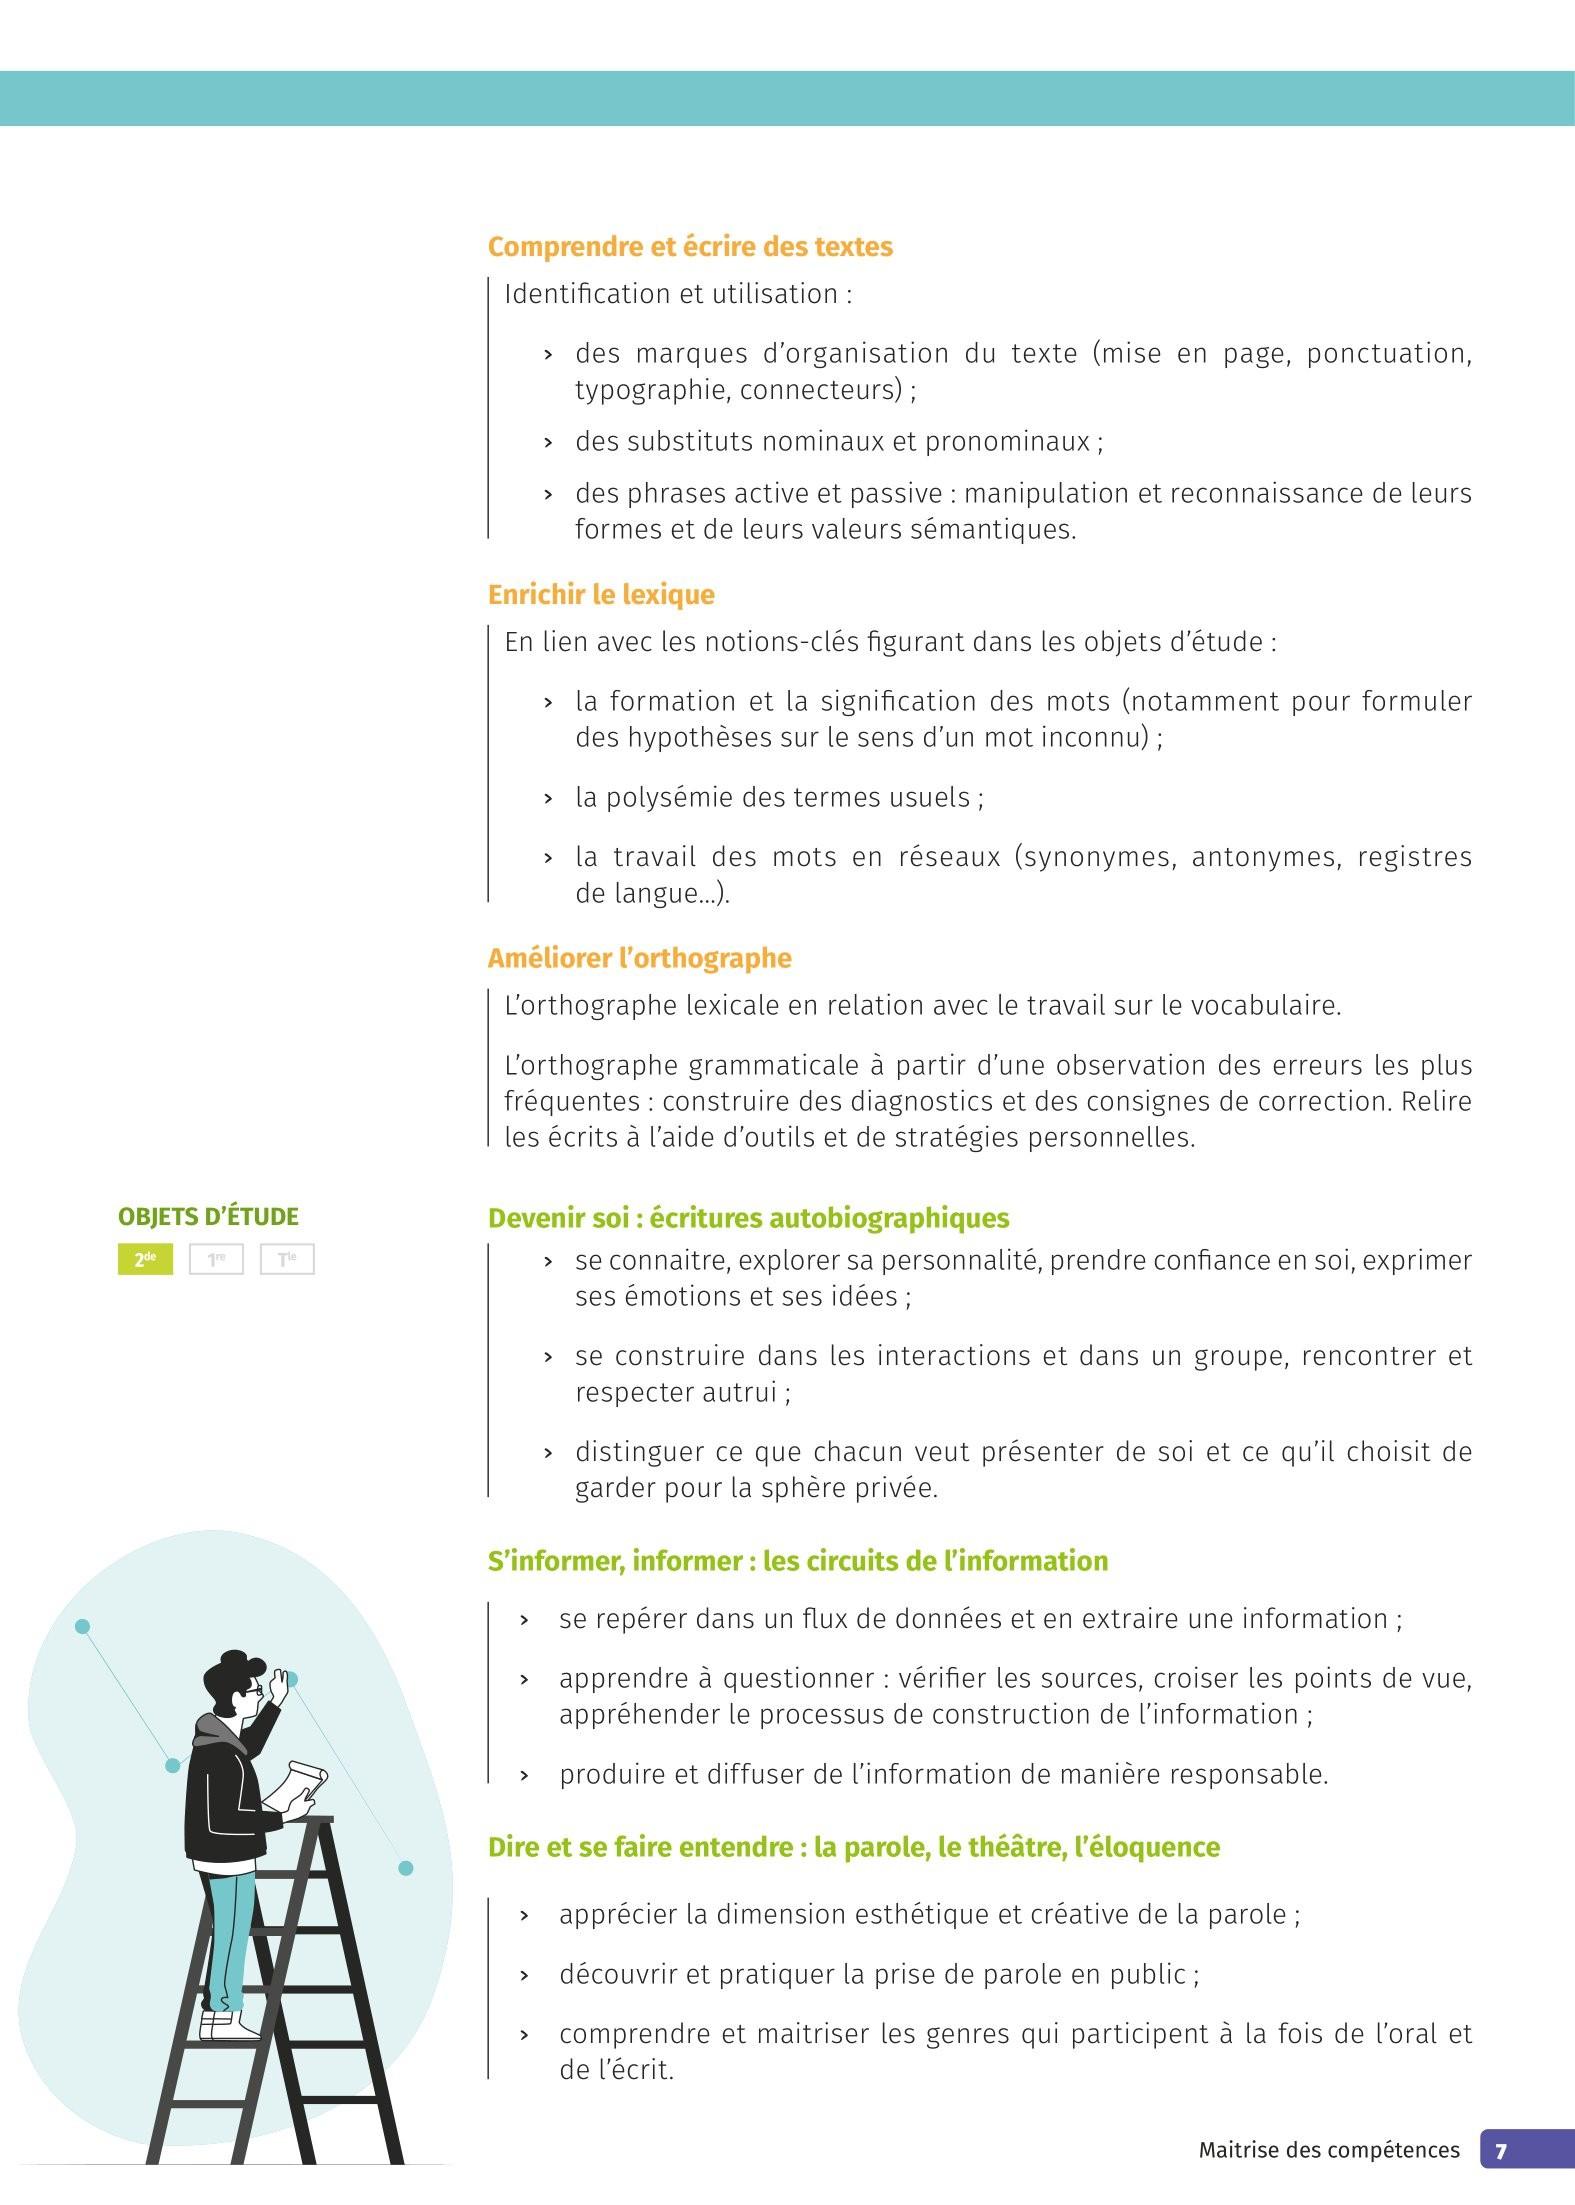 Comprendre et écrire des textes
Identification et utilisation :
› des marques d’organisation du texte (mise en page, ponctuation,
typographie, connecteurs) ;
› des substituts nominaux et pronominaux ;
› des phrases active et passive : manipulation et reconnaissance de leurs
formes et de leurs valeurs sémantiques.
Enrichir le lexique
En lien avec les notions-clés figurant dans les objets d’étude :
› la formation et la signification des mots (notamment pour formuler
des hypothèses sur le sens d’un mot inconnu) ;
› la polysémie des termes usuels ;
› la travail des mots en réseaux (synonymes, antonymes, registres
de langue...).
Améliorer l’orthographe
L’orthographe lexicale en relation avec le travail sur le vocabulaire.
L’orthographe grammaticale à partir d’une observation des erreurs les plus
fréquentes : construire des diagnostics et des consignes de correction. Relire
les écrits à l’aide d’outils et de stratégies personnelles.
OBJETS D’ÉTUDE
2de 1re Tle
Devenir soi : écritures autobiographiques
› se connaitre, explorer sa personnalité, prendre confiance en soi, exprimer
ses émotions et ses idées ;
› se construire dans les interactions et dans un groupe, rencontrer et
respecter autrui ;
› distinguer ce que chacun veut présenter de soi et ce qu’il choisit de
garder pour la sphère privée.
S’informer, informer : les circuits de l’information
› se repérer dans un flux de données et en extraire une information ;
› apprendre à questionner : vérifier les sources, croiser les points de vue,
appréhender le processus de construction de l’information ;
› produire et diffuser de l’information de manière responsable.
Dire et se faire entendre : la parole, le théâtre, l’éloquence
› apprécier la dimension esthétique et créative de la parole ;
› découvrir et pratiquer la prise de parole en public ;
› comprendre et maitriser les genres qui participent à la fois de l’oral et
de l’écrit.
Maitrise des compétences 7